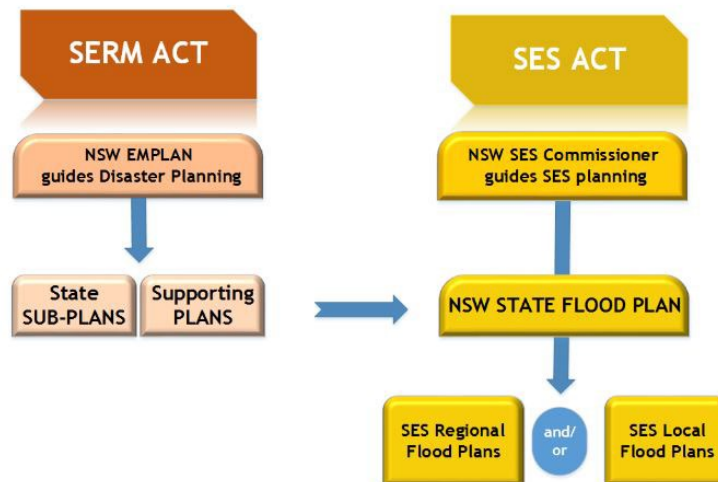 SERM ACT
NSW EMPLAN
guides Disaster Planning
State
SUB-PLANS
Supporting
PLANS
SES ACT
NSW SES Commissioner
guides SES planning
NSW STATE FLOOD PLAN
SES Regional
Flood Plans
and/
or
SES Local
Flood Plans